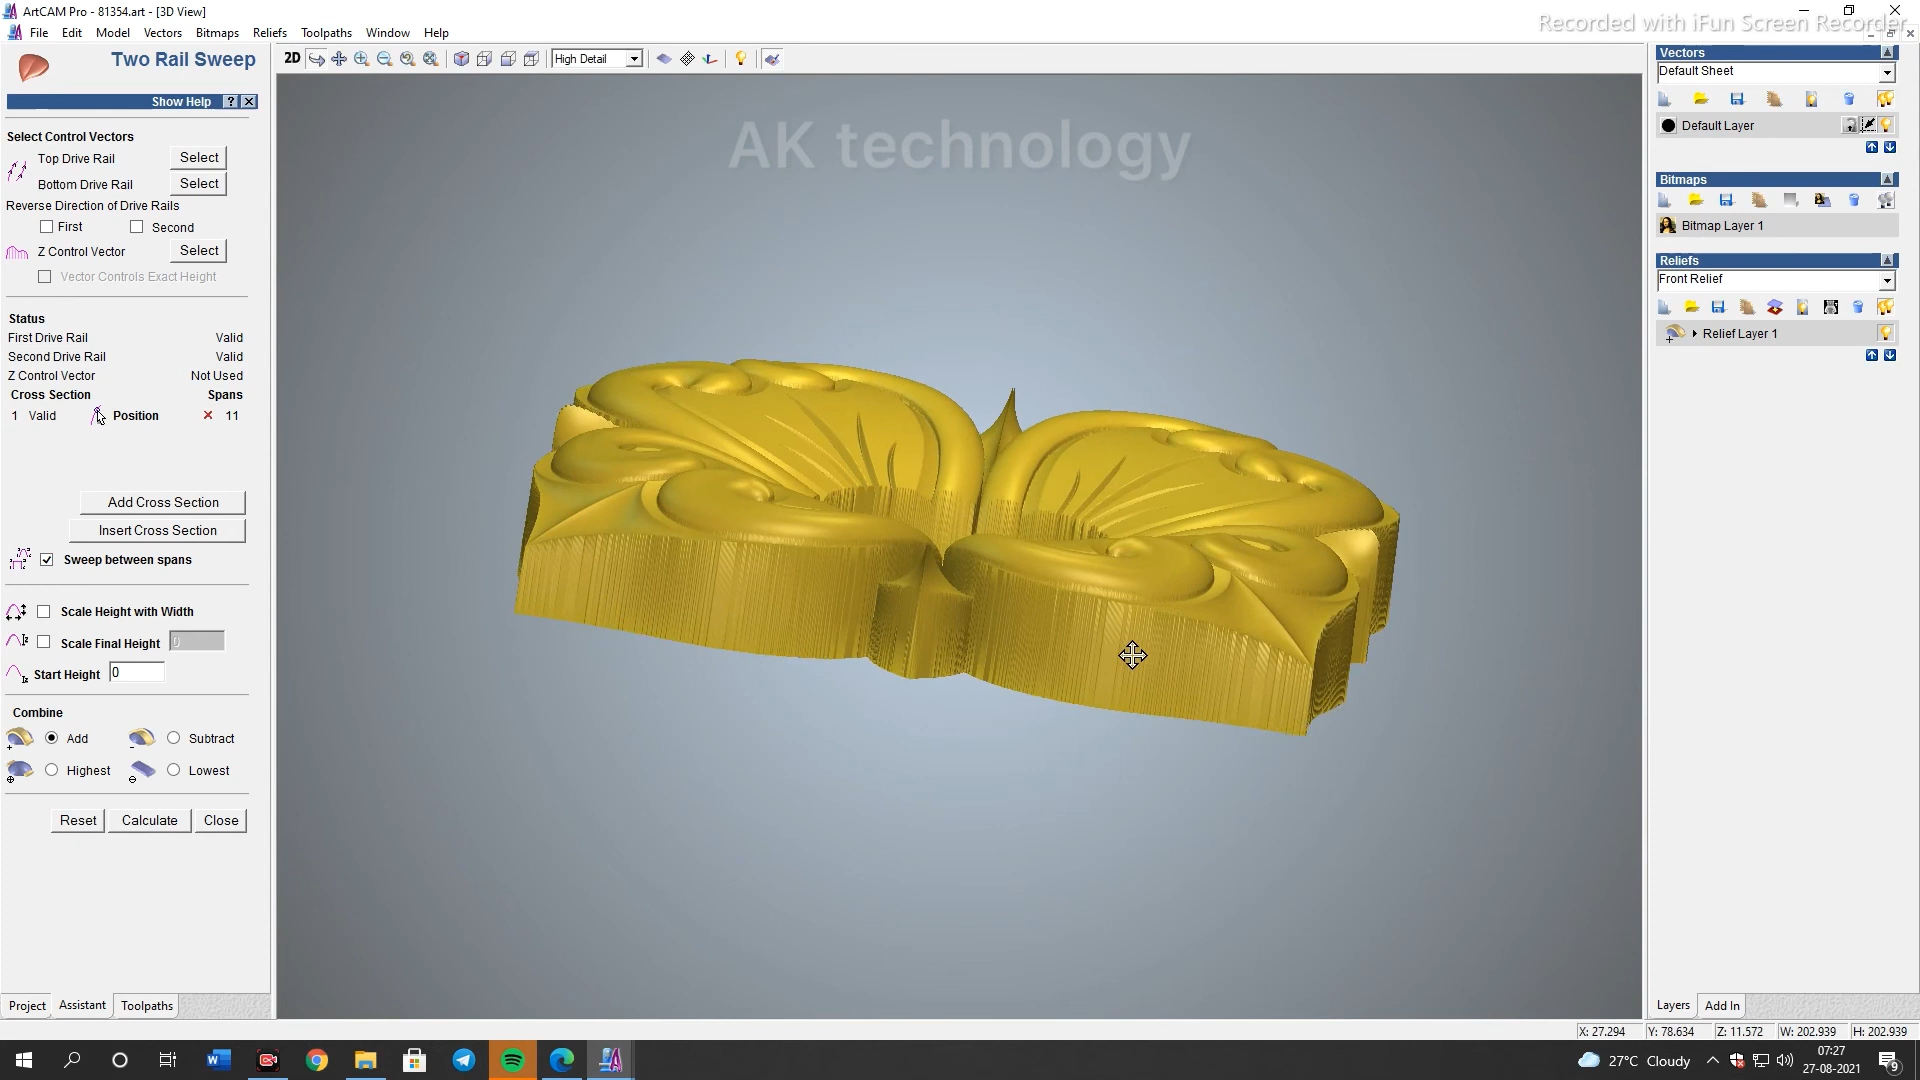 ArtCAM Pro - 81354.art - [3D View]
Recorded with iFun Screen Recorder
File Edit Model Vectors Bitmaps Reliefs Toolpaths Window Help
Two Rail Sweep
2D
High Detail
Show Help ? X
Select Control Vectors
Top Drive Rail Select
Bottom Drive Rail Select
Reverse Direction of Drive Rails
First Second
Z Control Vector Select
Vector Controls Exact Height
Status
First Drive Rail Valid
Second Drive Rail Valid
Z Control Vector Not Used
Cross Section Spans
1 Valid Position 11
Add Cross Section
Insert Cross Section
Sweep between spans
Scale Height with Width
Scale Final Height 0
Start Height 0
Combine
Add Subtract
Highest Lowest
Reset Calculate Close
Project Assistant Toolpaths
AK technology
Vectors
Default Sheet
Default Layer
Bitmaps
Bitmap Layer 1
Reliefs
Front Relief
Relief Layer 1
Layers Add In
X: 27.294 Y: 78.634 Z: 11.572 W: 202.939 H: 202.939
27°C Cloudy
07:27
27-08-2021
9